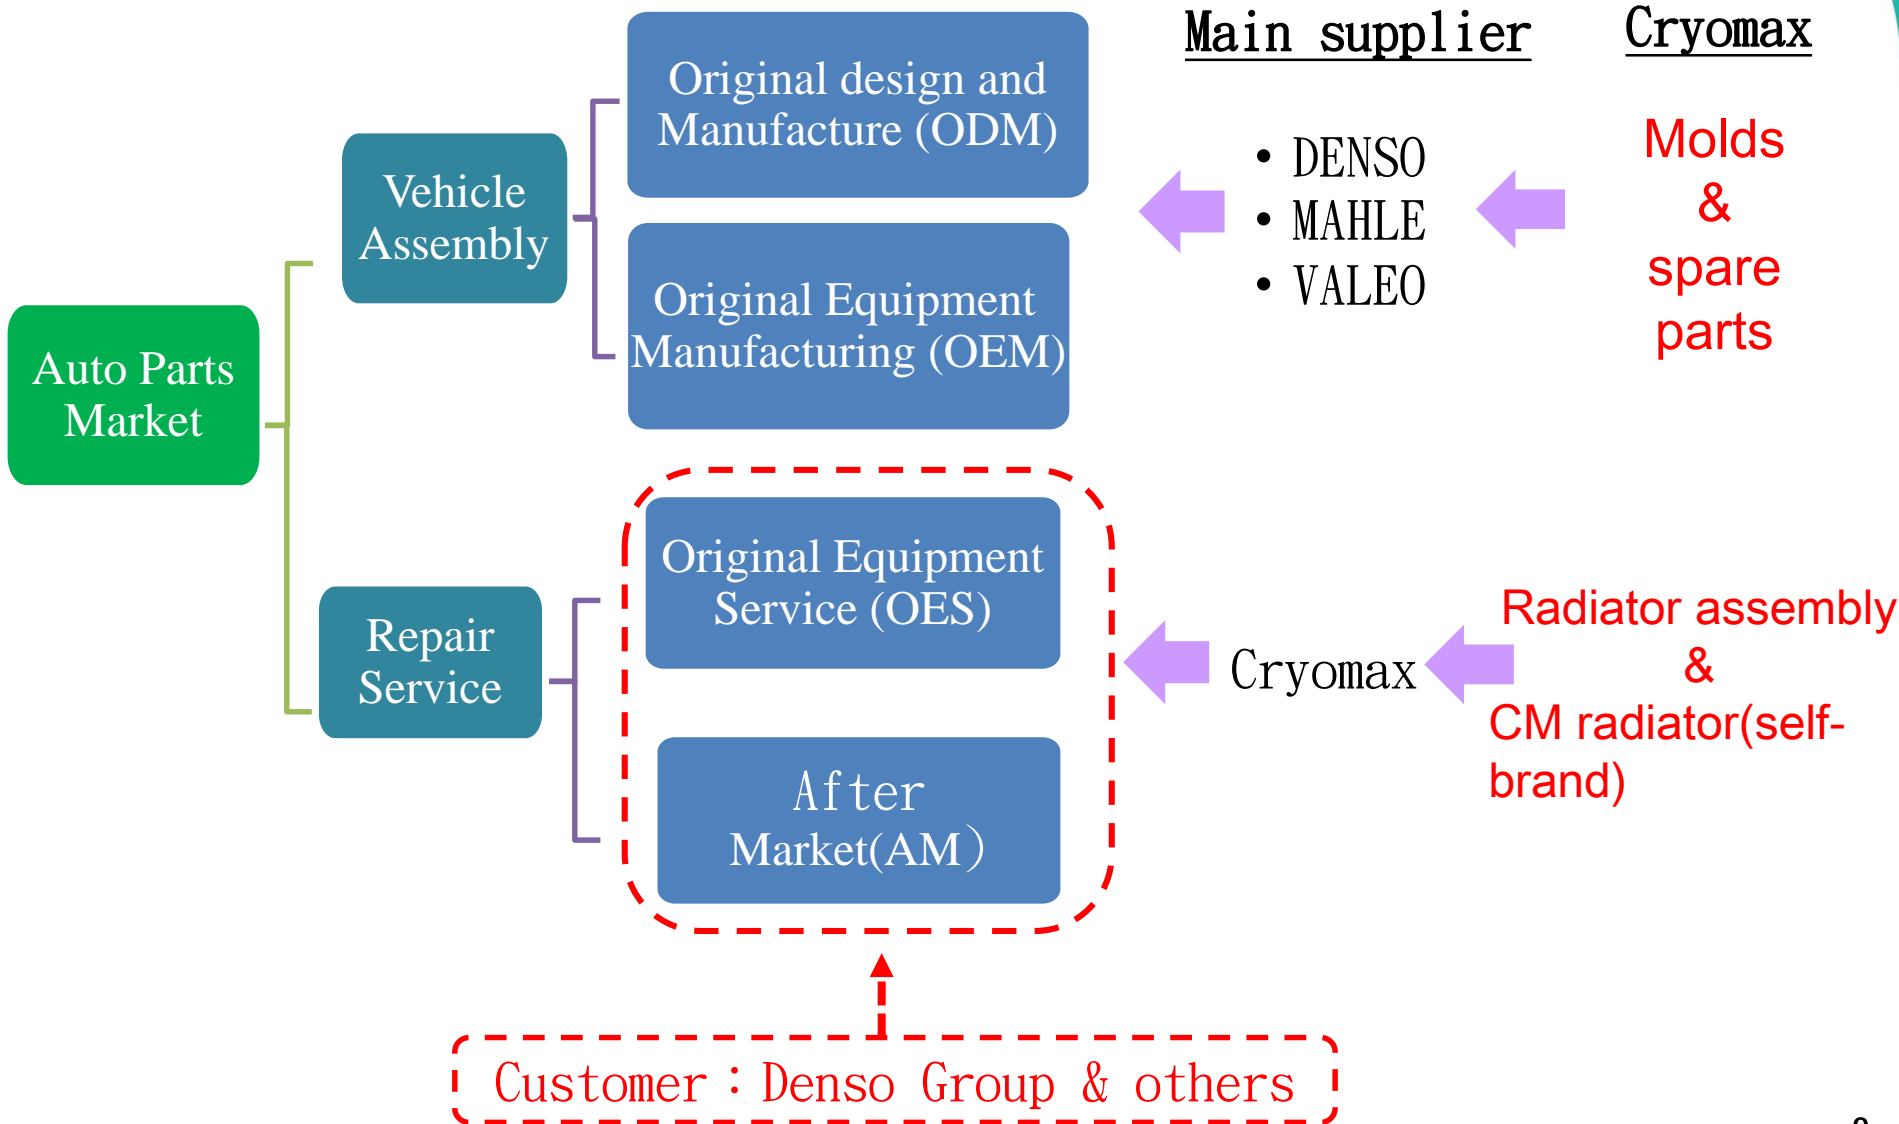 Main supplier
Cryomax
Original design and
Manufacture (ODM)
Vehicle
Assembly
Original Equipment
Manufacturing (OEM)
• DENSO
• MAHLE
• VALEO
Molds
&
spare
parts
Auto Parts
Market
Repair
Service
Original Equipment
Service (OES)
After
Market(AM）
Cryomax
Radiator assembly
&
CM radiator(self-
brand)
Customer：Denso Group & others